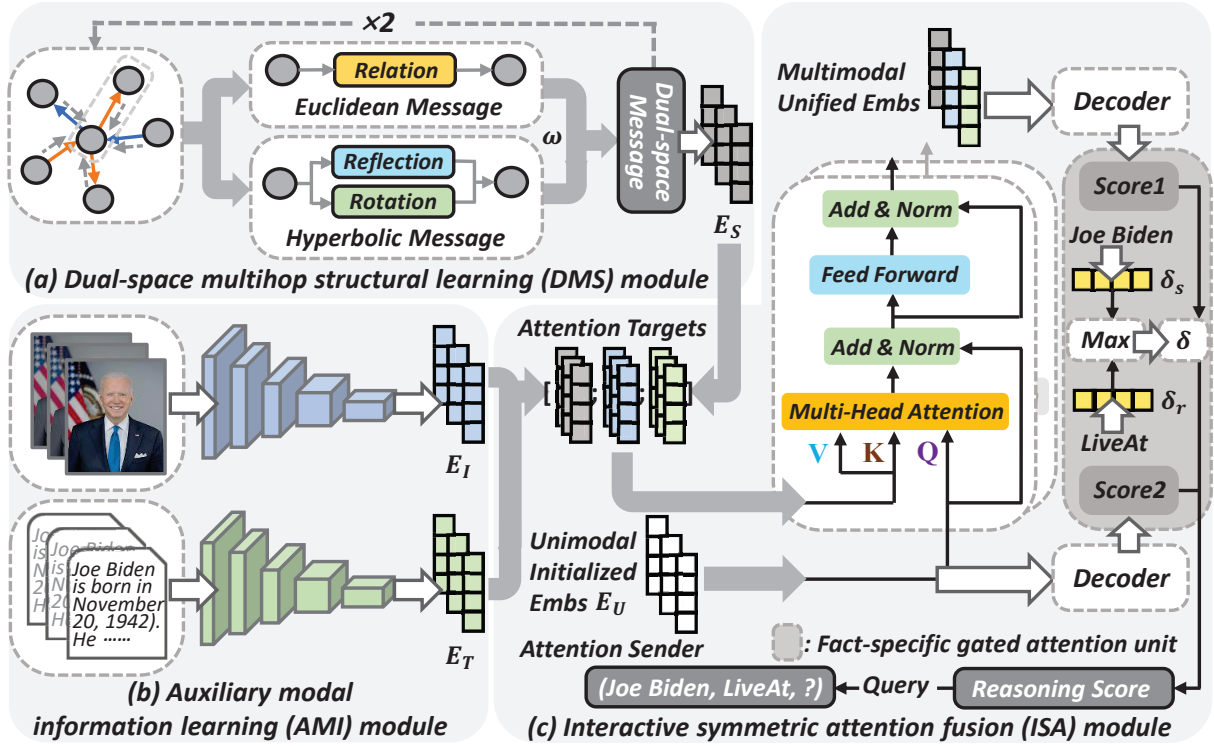 ×2
Relation
Euclidean Message
Reflection
Rotation
Hyperbolic Message
ω
Dual-space
Message
E_S
(a) Dual-space multihop structural learning (DMS) module
E_I
Joe Biden
is born in
November
20, 1942).
He ······
E_T
(b) Auxiliary modal
information learning (AMI) module
Attention Targets
[ ; ; ]
Unimodal
Initialized
Embs E_U
Attention Sender
Multimodal
Unified Embs
Add & Norm
Feed Forward
Add & Norm
Multi-Head Attention
V K Q
Decoder
Score1
Joe Biden
δ_s
Max
δ
δ_r
LiveAt
Score2
Decoder
: Fact-specific gated attention unit
(Joe Biden, LiveAt, ?)
Query
Reasoning Score
(c) Interactive symmetric attention fusion (ISA) module